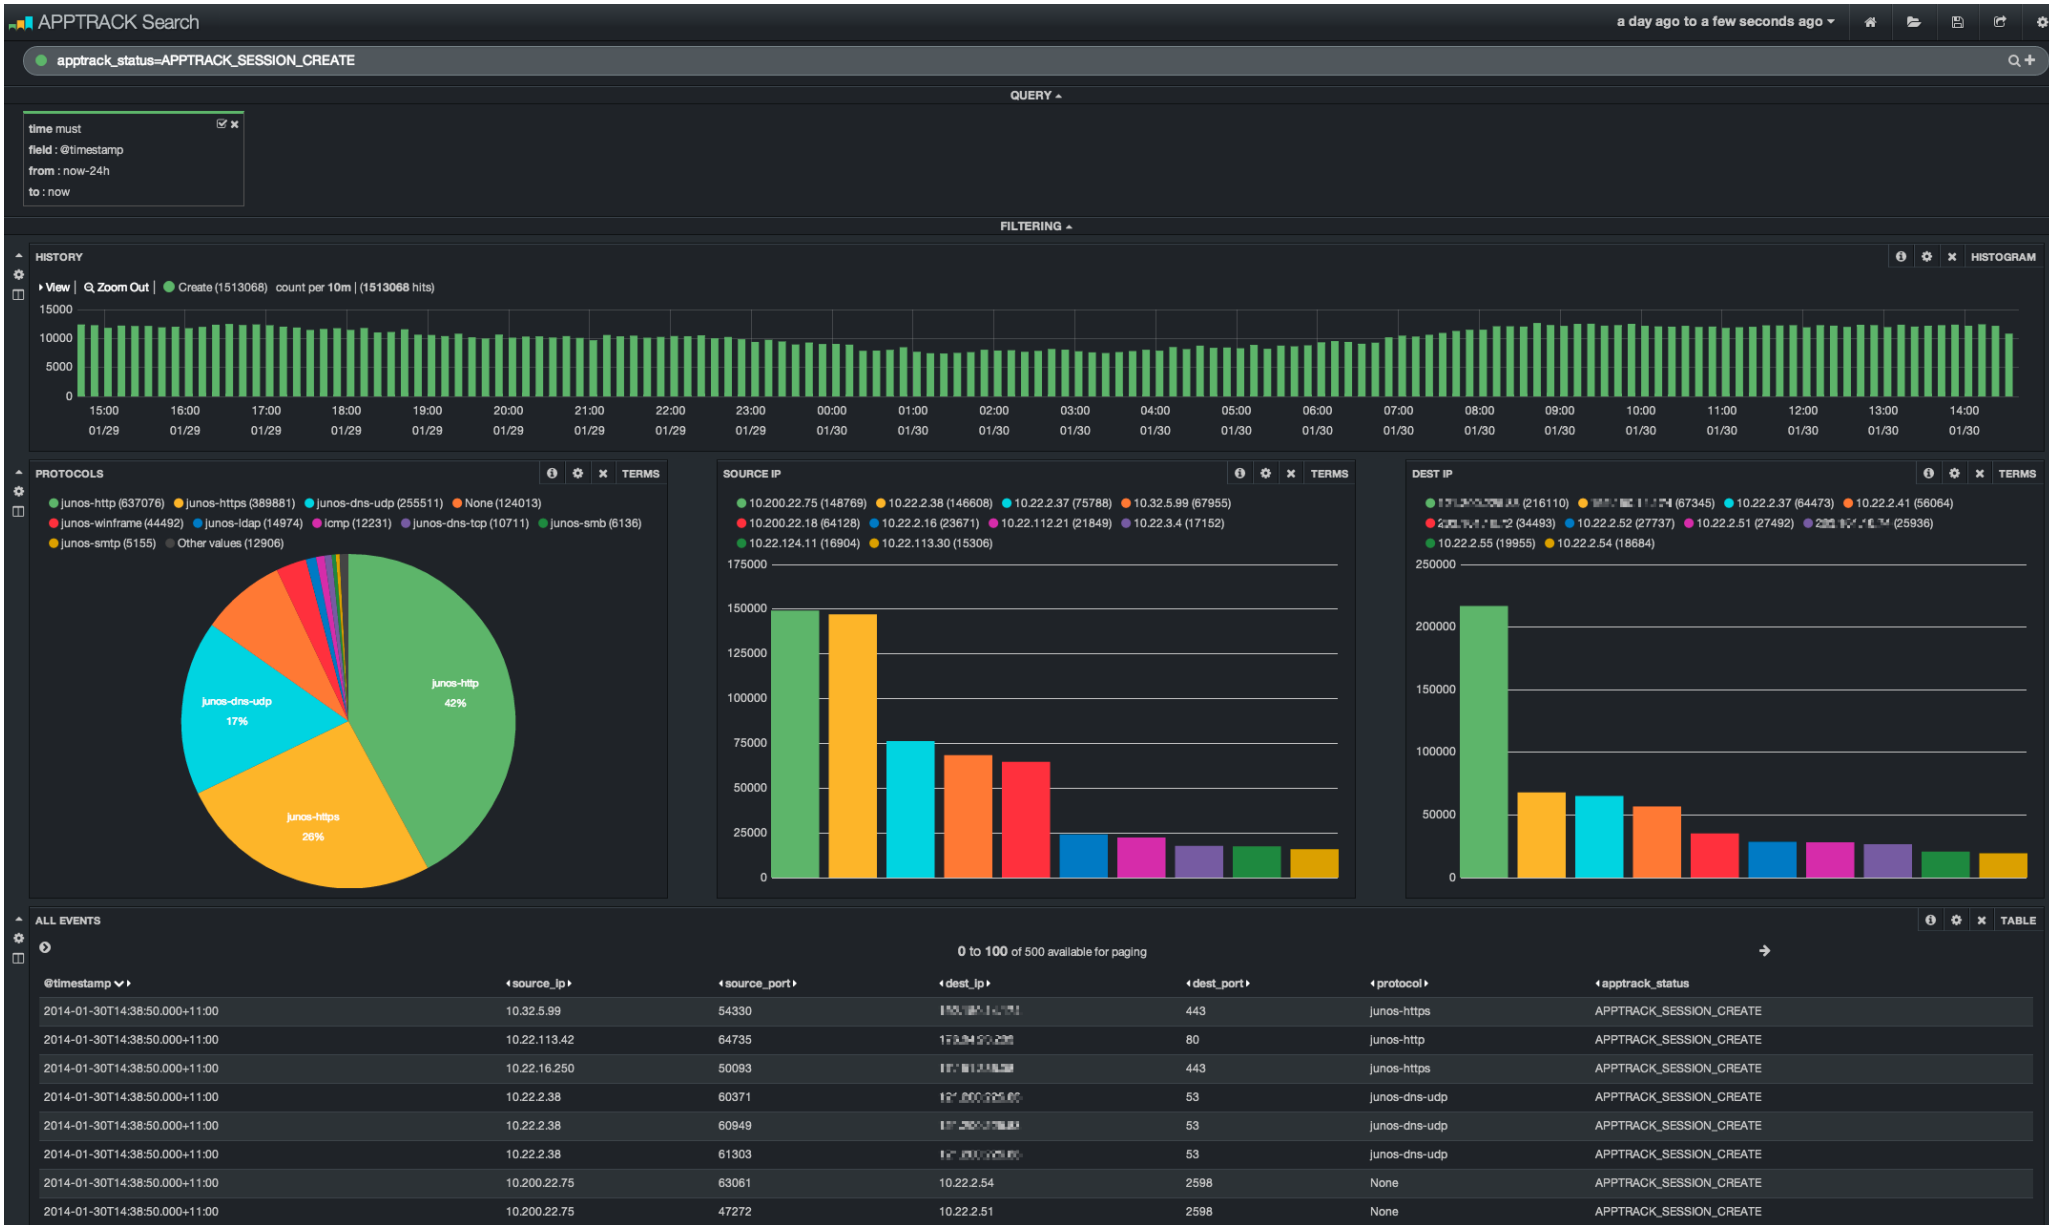 APPTRACK Search
a day ago to a few seconds ago
apptrack_status=APPTRACK_SESSION_CREATE
QUERY
time must
field : @timestamp
from : now-24h
to : now
FILTERING
HISTORY
HISTOGRAM
View | Zoom Out | Create (1513068) count per 10m | (1513068 hits)
15000
10000
5000
0
15:00 16:00 17:00 18:00 19:00 20:00 21:00 22:00 23:00 00:00 01:00 02:00 03:00 04:00 05:00 06:00 07:00 08:00 09:00 10:00 11:00 12:00 13:00 14:00
01/29 01/29 01/29 01/29 01/29 01/29 01/29 01/29 01/29 01/30 01/30 01/30 01/30 01/30 01/30 01/30 01/30 01/30 01/30 01/30 01/30 01/30 01/30 01/30
PROTOCOLS
TERMS
junos-http (637076) junos-https (389881) junos-dns-udp (255511) None (124013)
junos-winframe (44492) junos-ldap (14974) icmp (12231) junos-dns-tcp (10711) junos-smb (6136)
junos-smtp (5155) Other values (12906)
junos-http
42%
junos-dns-udp
17%
junos-https
26%
SOURCE IP
TERMS
10.200.22.75 (148769) 10.22.2.38 (146608) 10.22.2.37 (75788) 10.32.5.99 (67955)
10.200.22.18 (64128) 10.22.2.16 (23671) 10.22.112.21 (21849) 10.22.3.4 (17152)
10.22.124.11 (16904) 10.22.113.30 (15306)
175000
150000
125000
100000
75000
50000
25000
0
DEST IP
TERMS
(216110) (67345) 10.22.2.37 (64473) 10.22.2.41 (56064)
(34493) 10.22.2.52 (27737) 10.22.2.51 (27492) (25936)
10.22.2.55 (19955) 10.22.2.54 (18684)
250000
200000
150000
100000
50000
0
ALL EVENTS
TABLE
0 to 100 of 500 available for paging
@timestamp source_ip source_port dest_ip dest_port protocol apptrack_status
2014-01-30T14:38:50.000+11:00 10.32.5.99 54330 443 junos-https APPTRACK_SESSION_CREATE
2014-01-30T14:38:50.000+11:00 10.22.113.42 64735 80 junos-http APPTRACK_SESSION_CREATE
2014-01-30T14:38:50.000+11:00 10.22.16.250 50093 443 junos-https APPTRACK_SESSION_CREATE
2014-01-30T14:38:50.000+11:00 10.22.2.38 60371 53 junos-dns-udp APPTRACK_SESSION_CREATE
2014-01-30T14:38:50.000+11:00 10.22.2.38 60949 53 junos-dns-udp APPTRACK_SESSION_CREATE
2014-01-30T14:38:50.000+11:00 10.22.2.38 61303 53 junos-dns-udp APPTRACK_SESSION_CREATE
2014-01-30T14:38:50.000+11:00 10.200.22.75 63061 10.22.2.54 2598 None APPTRACK_SESSION_CREATE
2014-01-30T14:38:50.000+11:00 10.200.22.75 47272 10.22.2.51 2598 None APPTRACK_SESSION_CREATE